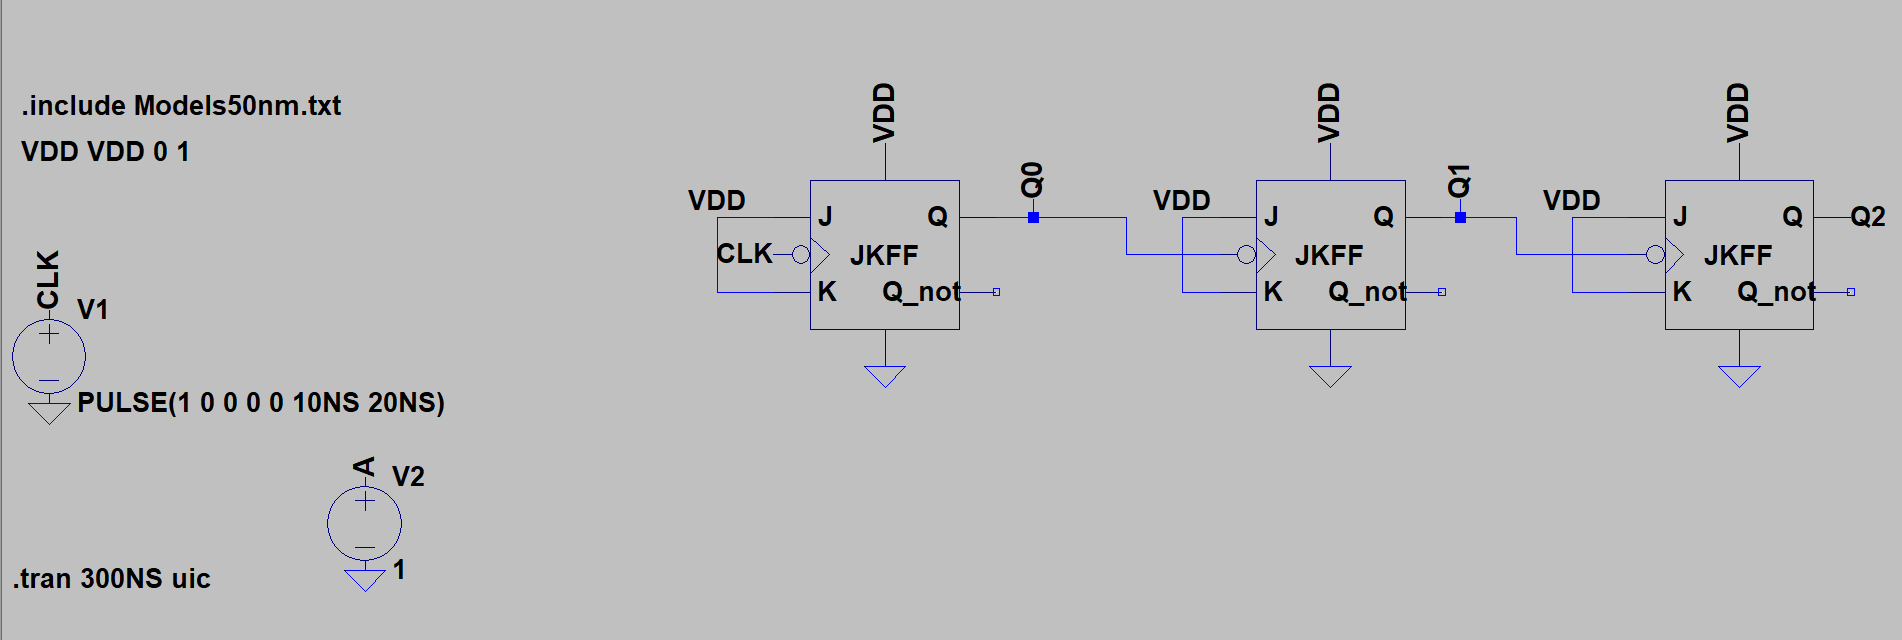 .include Models50nm.txt
VDD VDD 0 1
CLK
V1
PULSE(1 0 0 0 0 10NS 20NS)
A
V2
1
.tran 300NS uic
VDD
VDD
J
Q
CLK
JKFF
K
Q_not
Q0
VDD
VDD
J
Q
JKFF
K
Q_not
Q1
VDD
VDD
J
Q
Q2
JKFF
K
Q_not